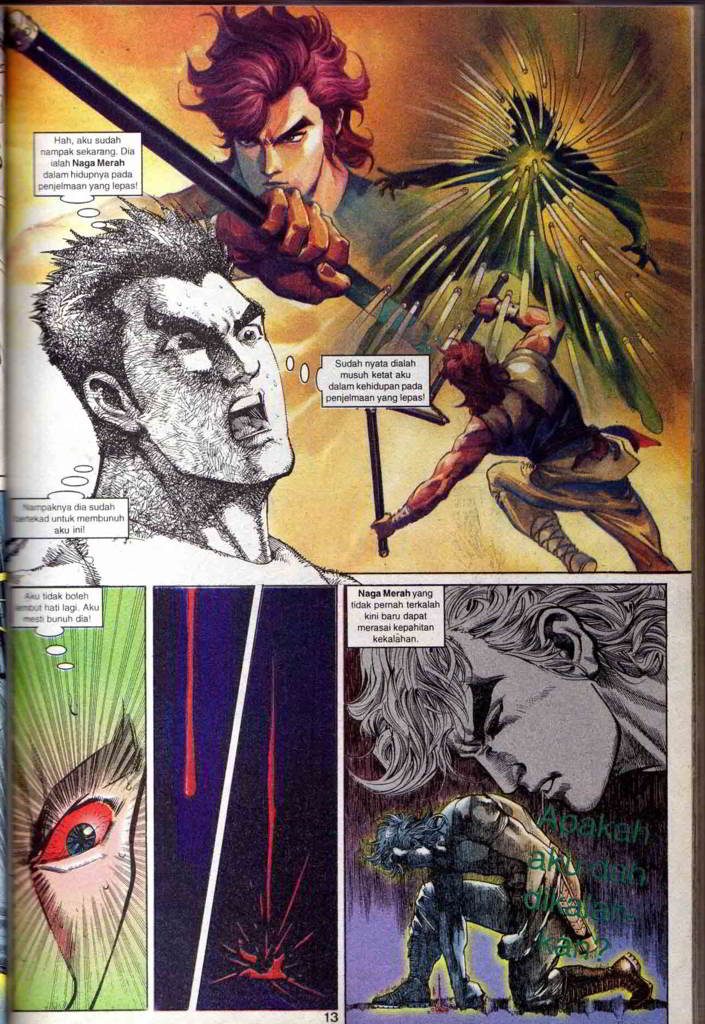 Hah, aku sudah
nampak sekarang. Dia
ialah Naga Merah
dalam hidupnya pada
penjelmaan yang lepas!
Sudah nyata dialah
musuh ketat aku
dalam kehidupan pada
penjelmaan yang lepas!
Nampaknya dia sudah
bertekad untuk membunuh
aku ini!
Aku tidak boleh
lembut hati lagi. Aku
mesti bunuh dia!
Naga Merah yang
tidak pernah terkalah
kini baru dapat
merasai kepahitan
kekalahan.
Apakah
aku duh
dikalah-
kan?
13